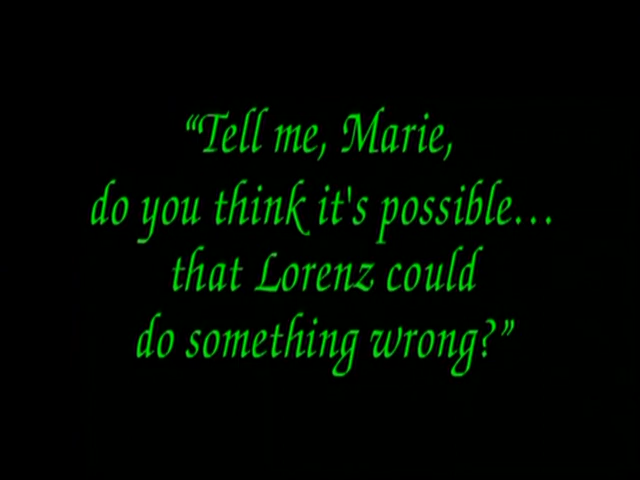 “Tell me, Marie,
do you think it's possible…
that Lorenz could
do something wrong?”